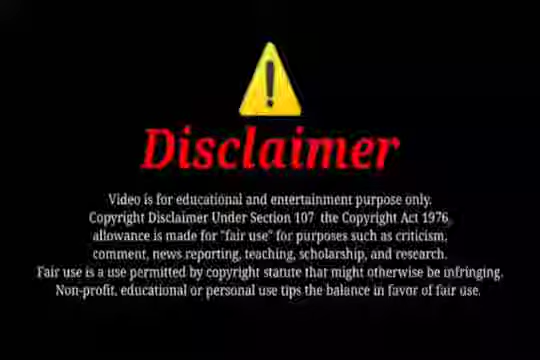 Disclaimer
Video is for educational and entertainment purpose only.
Copyright Disclaimer Under Section 107 the Copyright Act 1976
allowance is made for "fair use" for purposes such as criticism,
comment, news reporting, teaching, scholarship, and research.
Fair use is a use permitted by copyright statute that might otherwise be infringing.
Non-profit, educational or personal use tips the balance in favor of fair use.